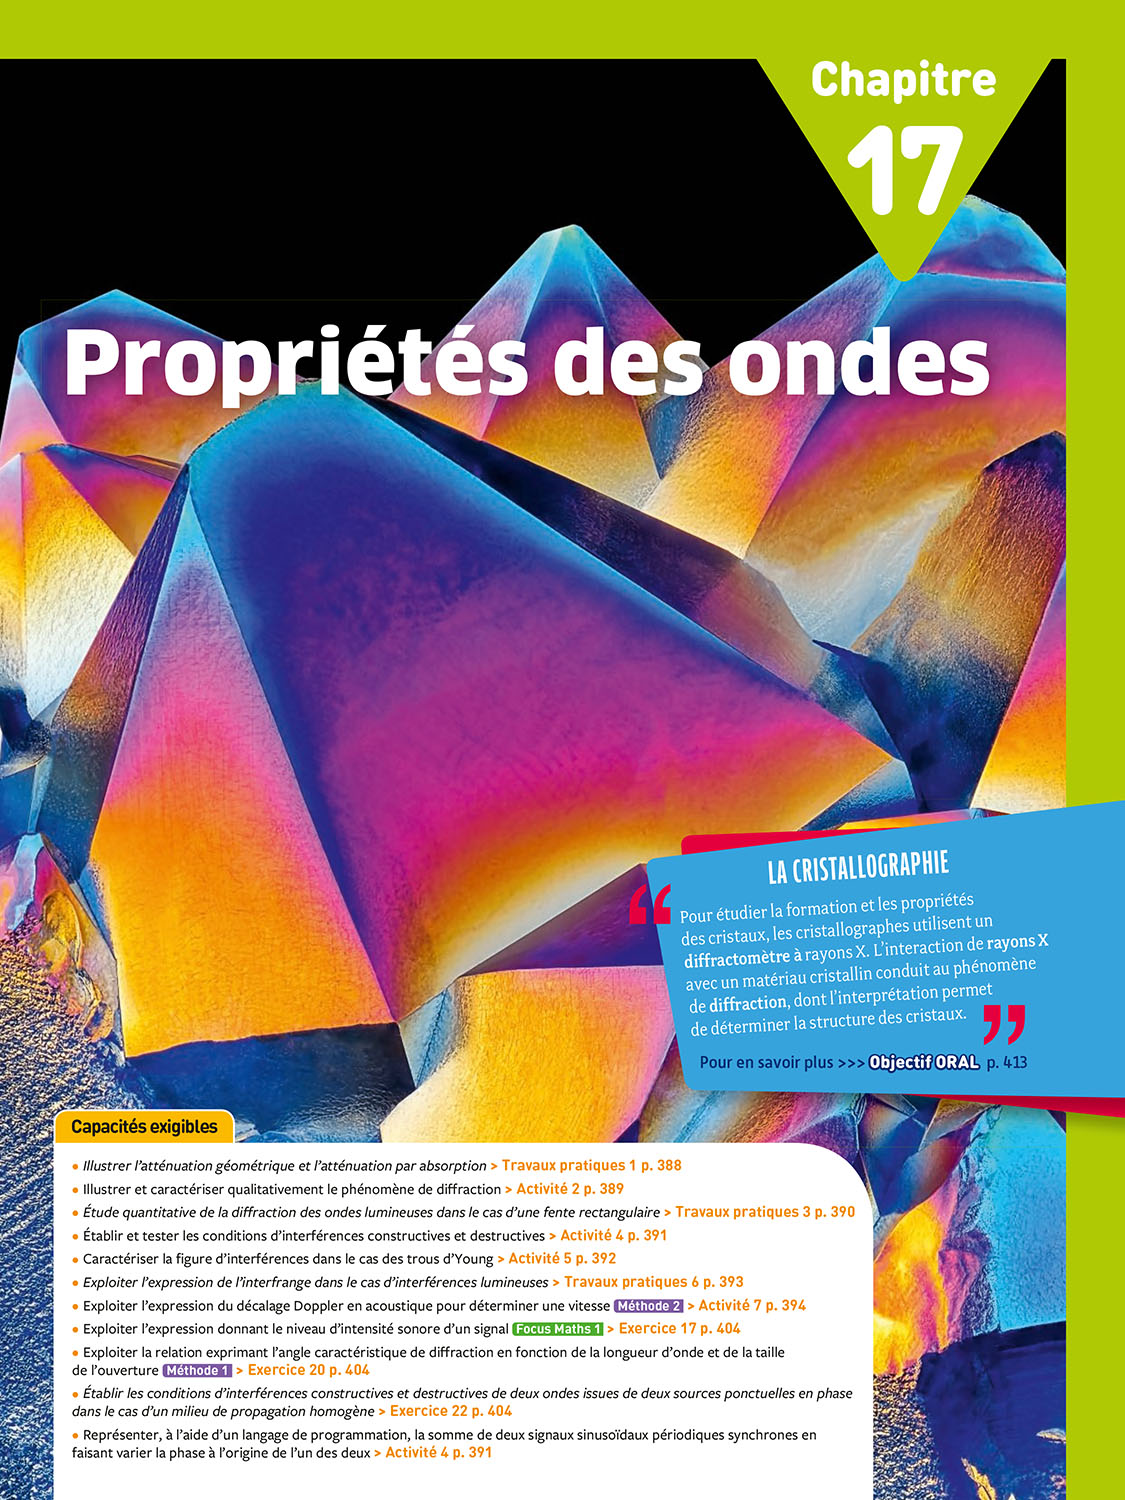 Chapitre
17
Propriétés des ondes
LA CRISTALLOGRAPHIE
“ Pour étudier la formation et les propriétés
des cristaux, les cristallographes utilisent un
diffractomètre à rayons X. L’interaction de rayons X
avec un matériau cristallin conduit au phénomène
de diffraction, dont l’interprétation permet
de déterminer la structure des cristaux. ”
Pour en savoir plus >>> Objectif ORAL p. 413
Capacités exigibles
• Illustrer l’atténuation géométrique et l’atténuation par absorption > Travaux pratiques 1 p. 388
• Illustrer et caractériser qualitativement le phénomène de diffraction > Activité 2 p. 389
• Étude quantitative de la diffraction des ondes lumineuses dans le cas d’une fente rectangulaire > Travaux pratiques 3 p. 390
• Établir et tester les conditions d’interférences constructives et destructives > Activité 4 p. 391
• Caractériser la figure d’interférences dans le cas des trous d’Young > Activité 5 p. 392
• Exploiter l’expression de l’interfrange dans le cas d’interférences lumineuses > Travaux pratiques 6 p. 393
• Exploiter l’expression du décalage Doppler en acoustique pour déterminer une vitesse Méthode 2 > Activité 7 p. 394
• Exploiter l’expression donnant le niveau d’intensité sonore d’un signal Focus Maths 1 > Exercice 17 p. 404
• Exploiter la relation exprimant l’angle caractéristique de diffraction en fonction de la longueur d’onde et de la taille
de l’ouverture Méthode 1 > Exercice 20 p. 404
• Établir les conditions d’interférences constructives et destructives de deux ondes issues de deux sources ponctuelles en phase
dans le cas d’un milieu de propagation homogène > Exercice 22 p. 404
• Représenter, à l’aide d’un langage de programmation, la somme de deux signaux sinusoïdaux périodiques synchrones en
faisant varier la phase à l’origine de l’un des deux > Activité 4 p. 391